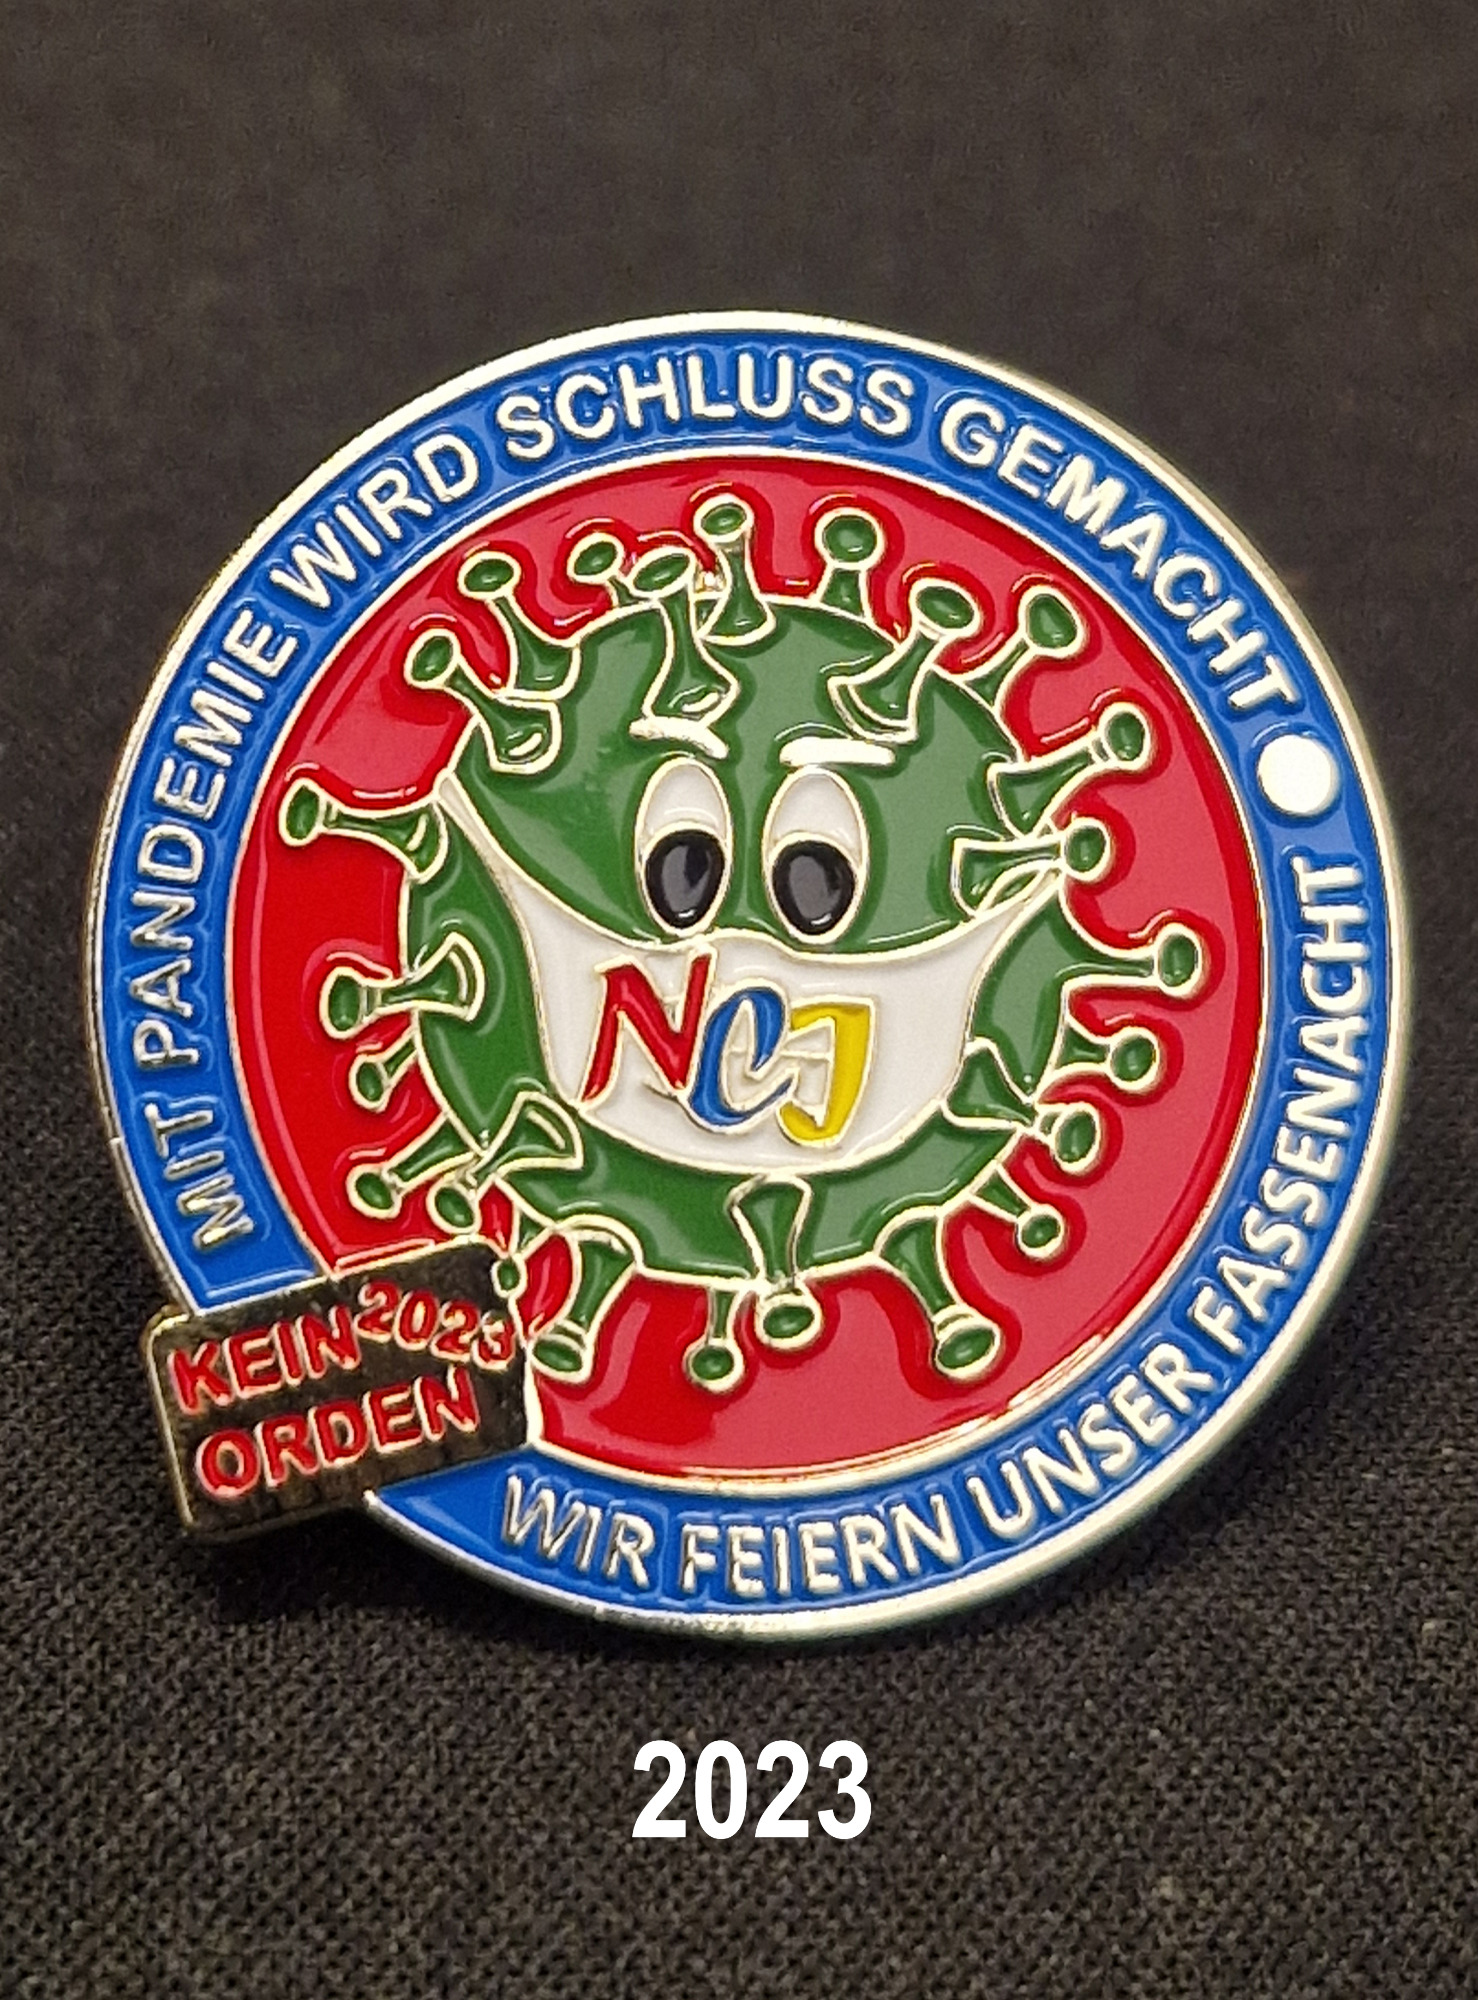 MIT PANDEMIE WIRD SCHLUSS GEMACHT
WIR FEIERN UNSER FASSENACHT
NCJ
KEIN 2023
ORDEN
2023